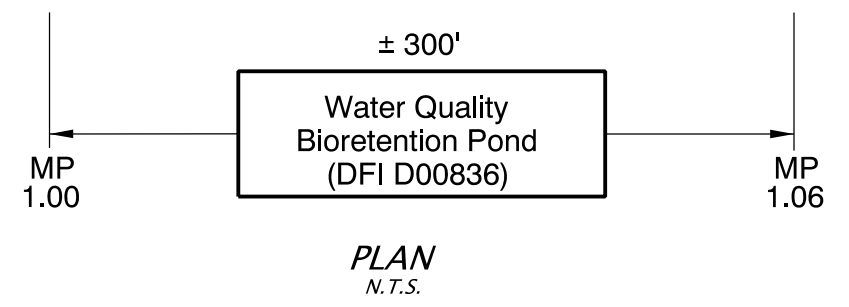 ± 300'
Water Quality
Bioretention Pond
(DFI D00836)
MP
1.00
MP
1.06
PLAN
N.T.S.